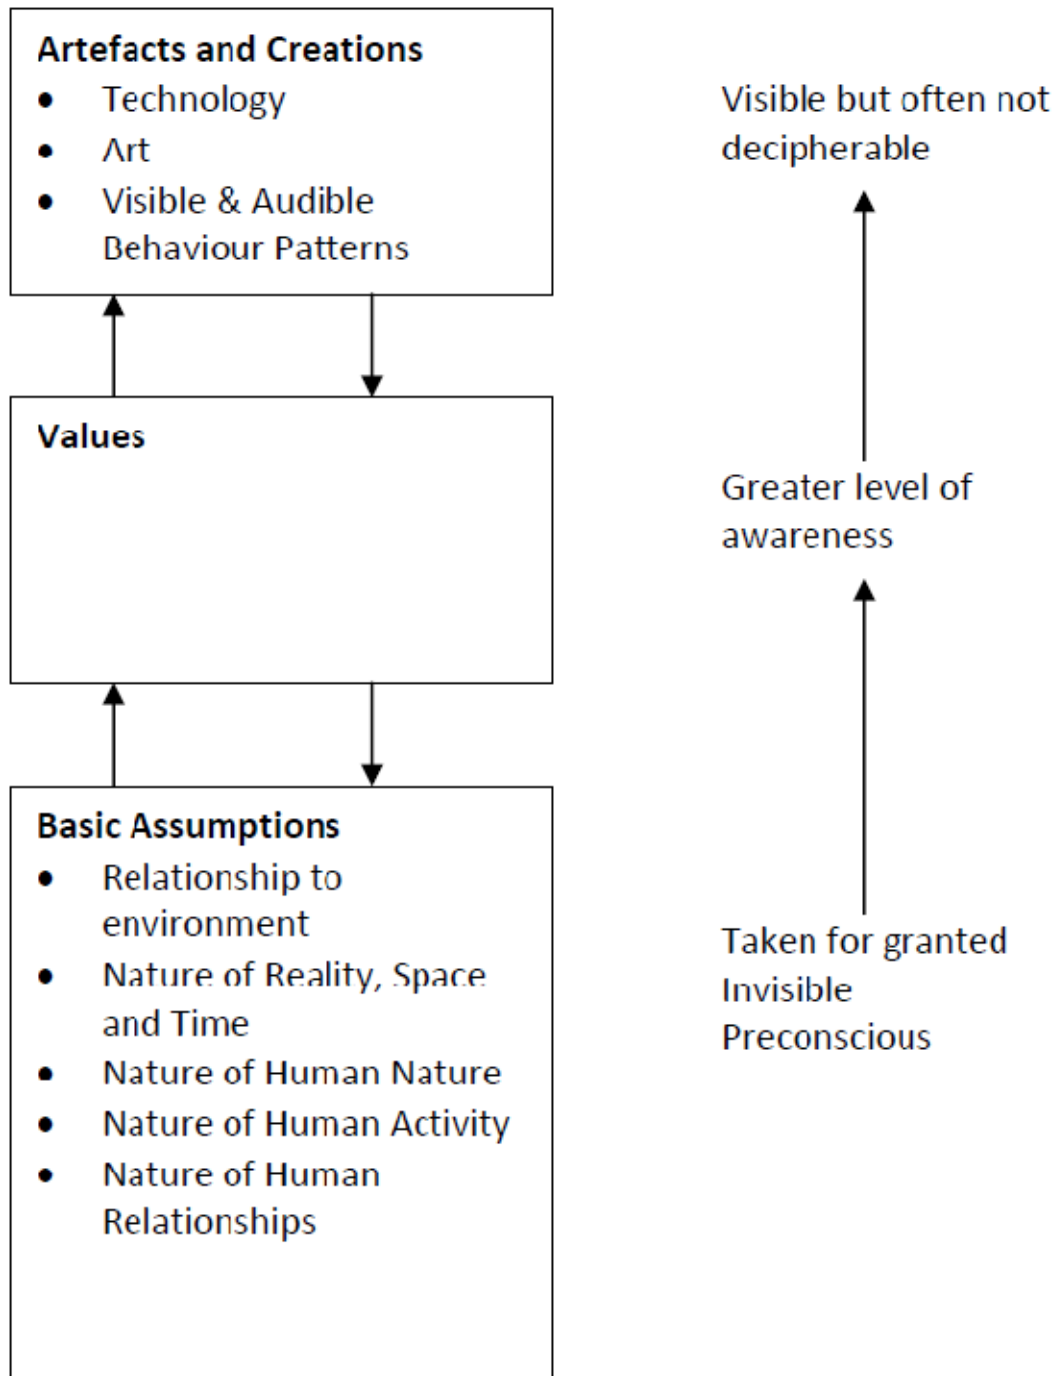 Artefacts and Creations
• Technology
• Art
• Visible & Audible
Behaviour Patterns
Visible but often not
decipherable
Values
Greater level of
awareness
Basic Assumptions
• Relationship to
environment
• Nature of Reality, Space
and Time
• Nature of Human Nature
• Nature of Human Activity
• Nature of Human
Relationships
Taken for granted
Invisible
Preconscious